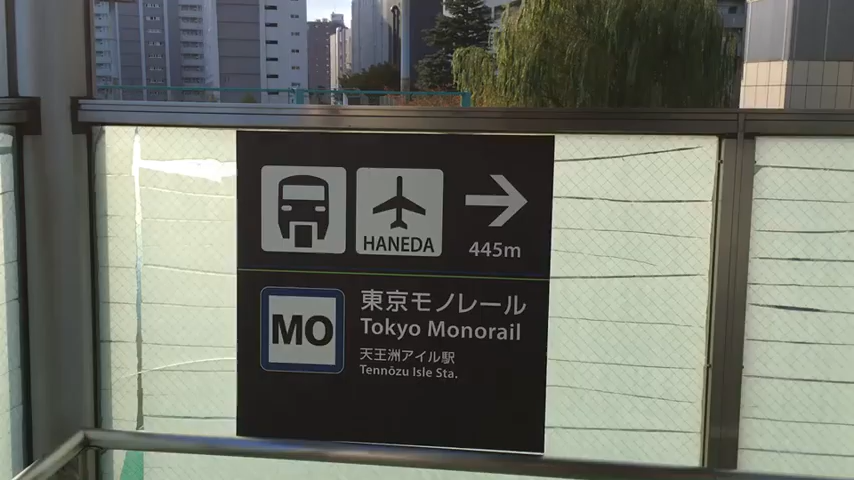 HANEDA
445m
MO
東京モノレール
Tokyo Monorail
天王洲アイル駅
Tennōzu Isle Sta.